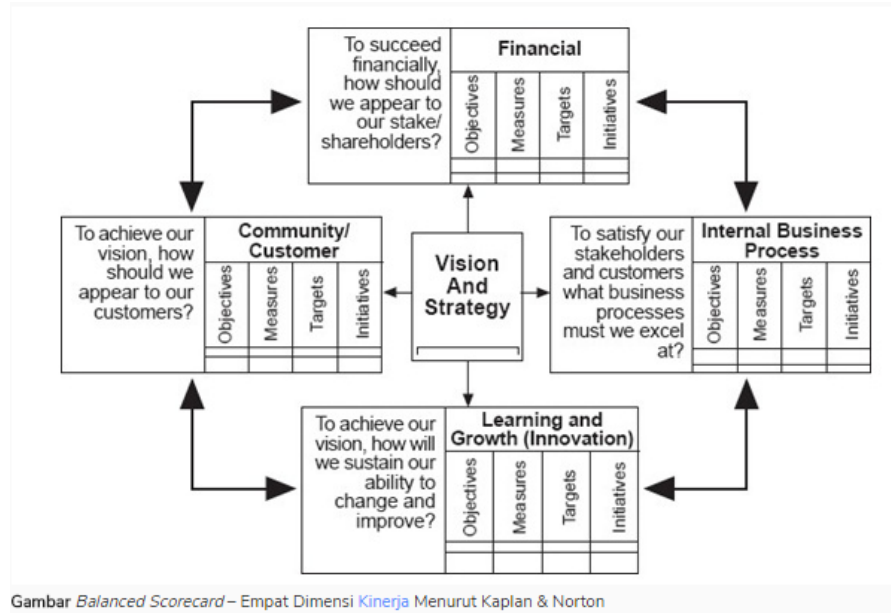 To succeed
financially,
how should
we appear to
our stake/
shareholders?
Financial
Objectives
Measures
Targets
Initiatives
To achieve our
vision, how
should we
appear to our
customers?
Community/
Customer
Objectives
Measures
Targets
Initiatives
Vision
And
Strategy
To satisfy our
stakeholders
and customers
what business
processes
must we excel
at?
Internal Business
Process
Objectives
Measures
Targets
Initiatives
To achieve our
vision, how will
we sustain our
ability to
change and
improve?
Learning and
Growth (Innovation)
Objectives
Measures
Targets
Initiatives
Gambar Balanced Scorecard – Empat Dimensi Kinerja Menurut Kaplan & Norton